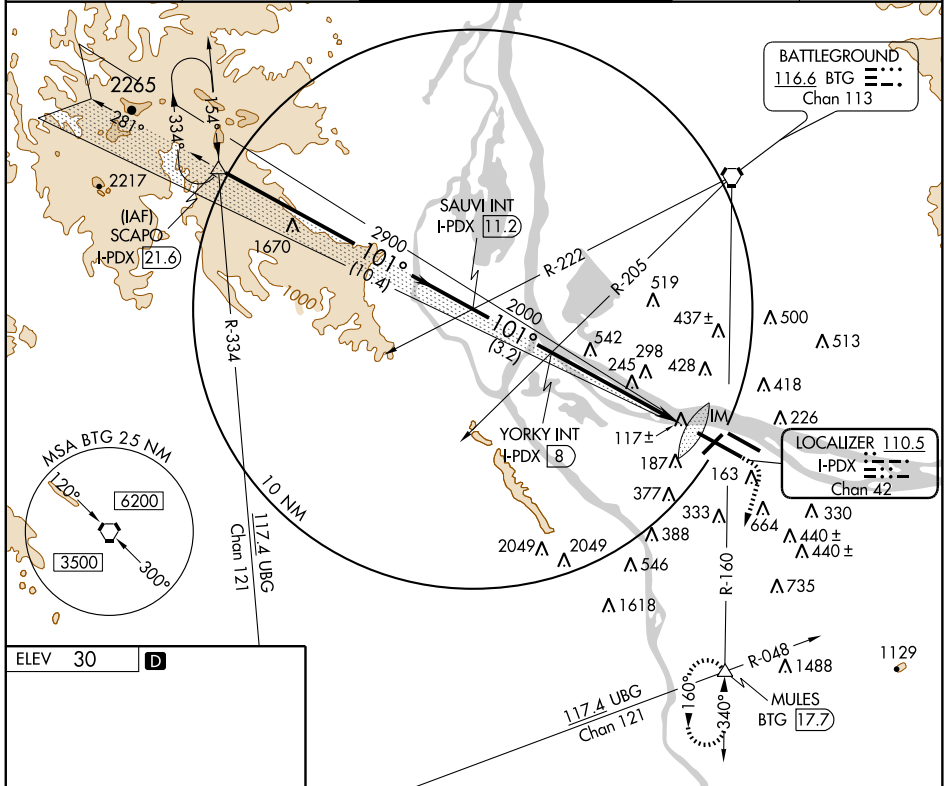 BATTLEGROUND
116.6 BTG
Chan 113
2265
154°
334°
281°
2217
(IAF)
SCAPO
I-PDX 21.6
1670
SAUVI INT
I-PDX 11.2
2900
101°
(10.4)
1000
R-222
R-205
2000
101°
(3.2)
519
437±
500
513
542
298
245
428
418
226
R-334
YORKY INT
I-PDX 8
117±
IM
187
LOCALIZER 110.5
I-PDX
Chan 42
163
377
333
664
330
440 ±
440 ±
388
MSA BTG 25 NM
120°
6200
3500
300°
10 NM
117.4 UBG
Chan 121
2049
2049
546
1618
R-160
735
ELEV 30 D
R-048
1488
1129
160°
340°
MULES
BTG 17.7
117.4 UBG
Chan 121